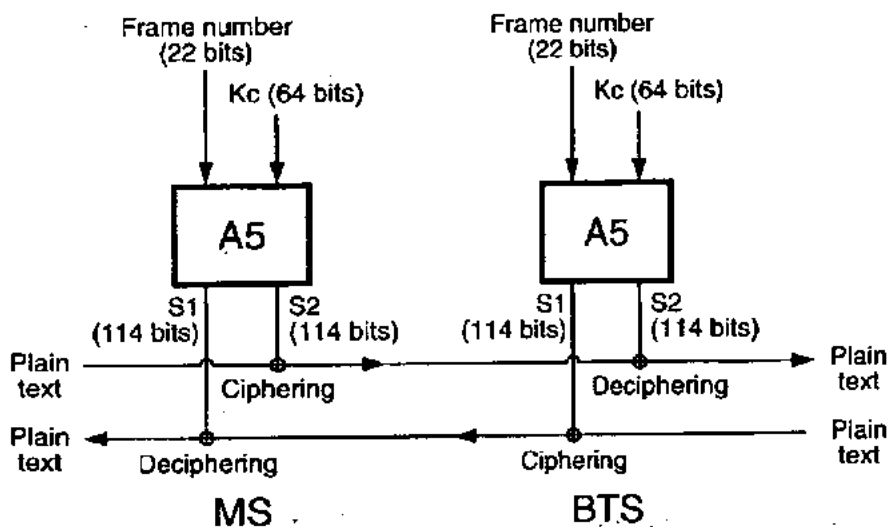 Frame number
(22 bits)
Kc (64 bits)
A5
S1
(114 bits)
S2
(114 bits)
Frame number
(22 bits)
Kc (64 bits)
A5
S1
(114 bits)
S2
(114 bits)
Plain
text
Ciphering
Deciphering
Plain
text
Plain
text
Deciphering
Ciphering
Plain
text
MS
BTS